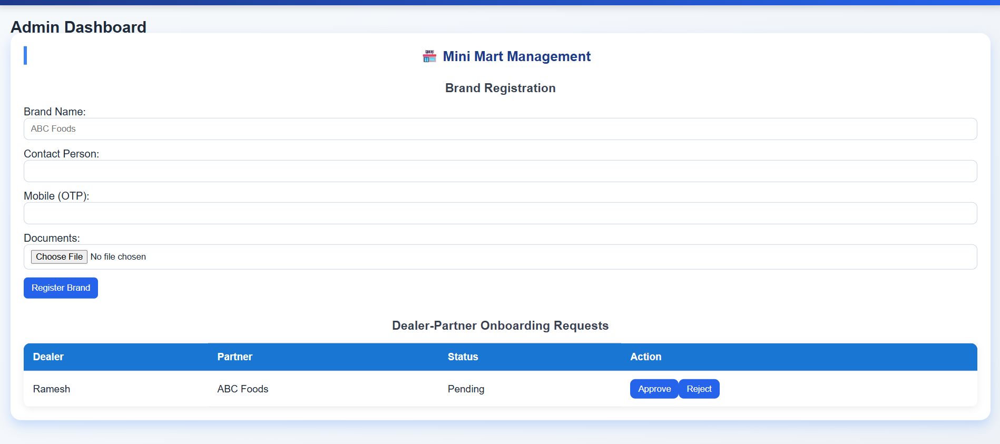 Admin Dashboard
24H Mini Mart Management
Brand Registration
Brand Name:
ABC Foods
Contact Person:
Mobile (OTP):
Documents:
Choose File No file chosen
Register Brand
Dealer-Partner Onboarding Requests
Dealer Partner Status Action
Ramesh ABC Foods Pending Approve Reject